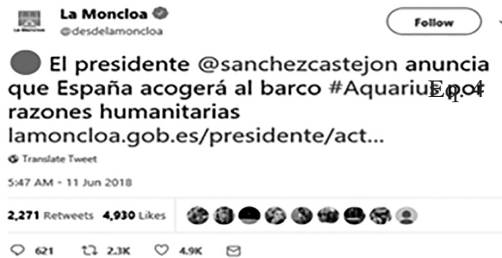 La Moncloa
@desdelamoncloa
Follow
El presidente @sanchezcastejon anuncia
que España acogerá al barco #Aquarius por
Eq. 4
razones humanitarias
lamoncloa.gob.es/presidente/act...
Translate Tweet
5:47 AM - 11 Jun 2018
2,271 Retweets 4,930 Likes
621 2.3K 4.9K